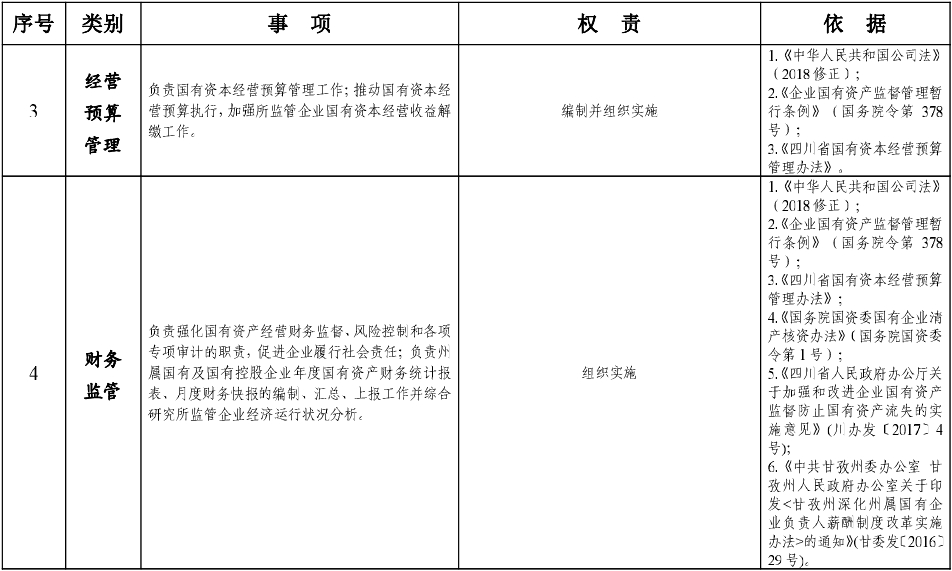 序号 类别 事 项 权 责 依 据
3
经营
预算
管理
负责国有资本经营预算管理工作；推动国有资本经
营预算执行，加强所监管企业国有资本经营收益解
缴工作。
编制并组织实施
1.《中华人民共和国公司法》
（2018修正）；
2.《企业国有资产监督管理暂
行条例》（国务院令第 378
号）；
3.《四川省国有资本经营预算
管理办法》。
4
财务
监管
负责强化国有资产经营财务监督、风险控制和各项
专项审计的职责，促进企业履行社会责任；负责州
属国有及国有控股企业年度国有资产财务统计报
表、月度财务快报的编制、汇总、上报工作并综合
研究所监管企业经济运行状况分析。
组织实施
1.《中华人民共和国公司法》
（2018修正）；
2.《企业国有资产监督管理暂
行条例》（国务院令第 378
号）；
3.《四川省国有资本经营预算
管理办法》；
4.《国务院国资委国有企业清
产核资办法》（国务院国资委
令第1号）；
5.《四川省人民政府办公厅关
于加强和改进企业国有资产
监督防止国有资产流失的实
施意见》(川办发〔2017〕4
号);
6.《中共甘孜州委办公室 甘
孜州人民政府办公室关于印
发<甘孜州深化州属国有企
业负责人薪酬制度改革实施
办法>的通知》(甘委发〔2016〕
29号)。